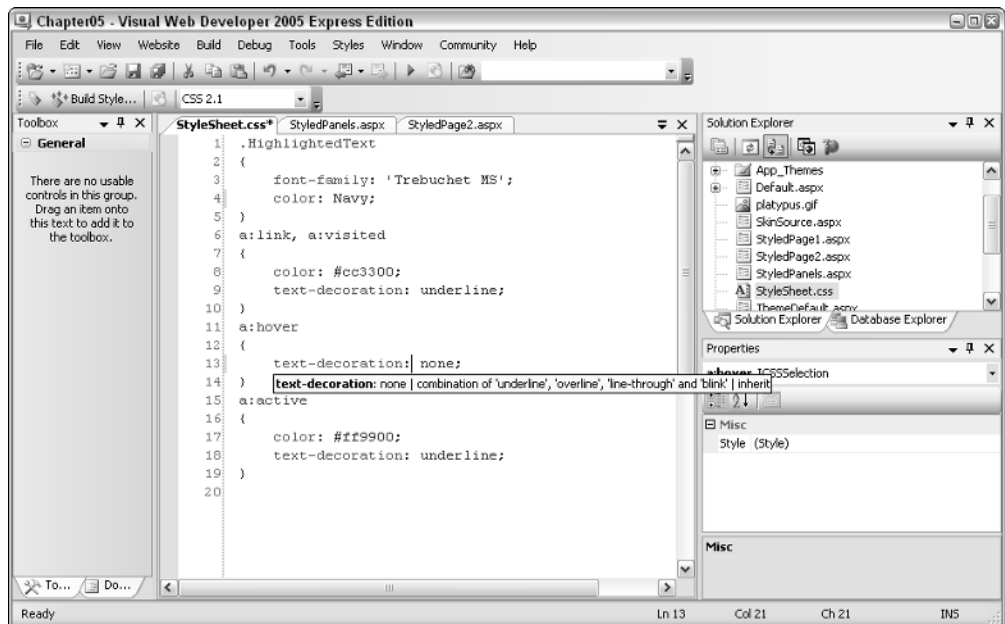 Chapter05 - Visual Web Developer 2005 Express Edition
File Edit View Website Build Debug Tools Styles Window Community Help
Build Style... CSS 2.1
Toolbox
General
There are no usable
controls in this group.
Drag an item onto
this text to add it to
the toolbox.
To... Do...
StyleSheet.css* StyledPanels.aspx StyledPage2.aspx
1 .HighlightedText
2 {
3 font-family: 'Trebuchet MS';
4 color: Navy;
5 }
6 a:link, a:visited
7 {
8 color: #cc3300;
9 text-decoration: underline;
10 }
11 a:hover
12 {
13 text-decoration: none;
text-decoration: none | combination of 'underline', 'overline', 'line-through' and 'blink' | inherit
14 }
15 a:active
16 {
17 color: #ff9900;
18 text-decoration: underline;
19 }
20
Solution Explorer
App_Themes
Default.aspx
platypus.gif
SkinSource.aspx
StyledPage1.aspx
StyledPage2.aspx
StyledPanels.aspx
StyleSheet.css
ThemeDefault.aspx
Solution Explorer Database Explorer
Properties
a:hover ICSSSelection
Misc
Style (Style)
Misc
Ready Ln 13 Col 21 Ch 21 INS